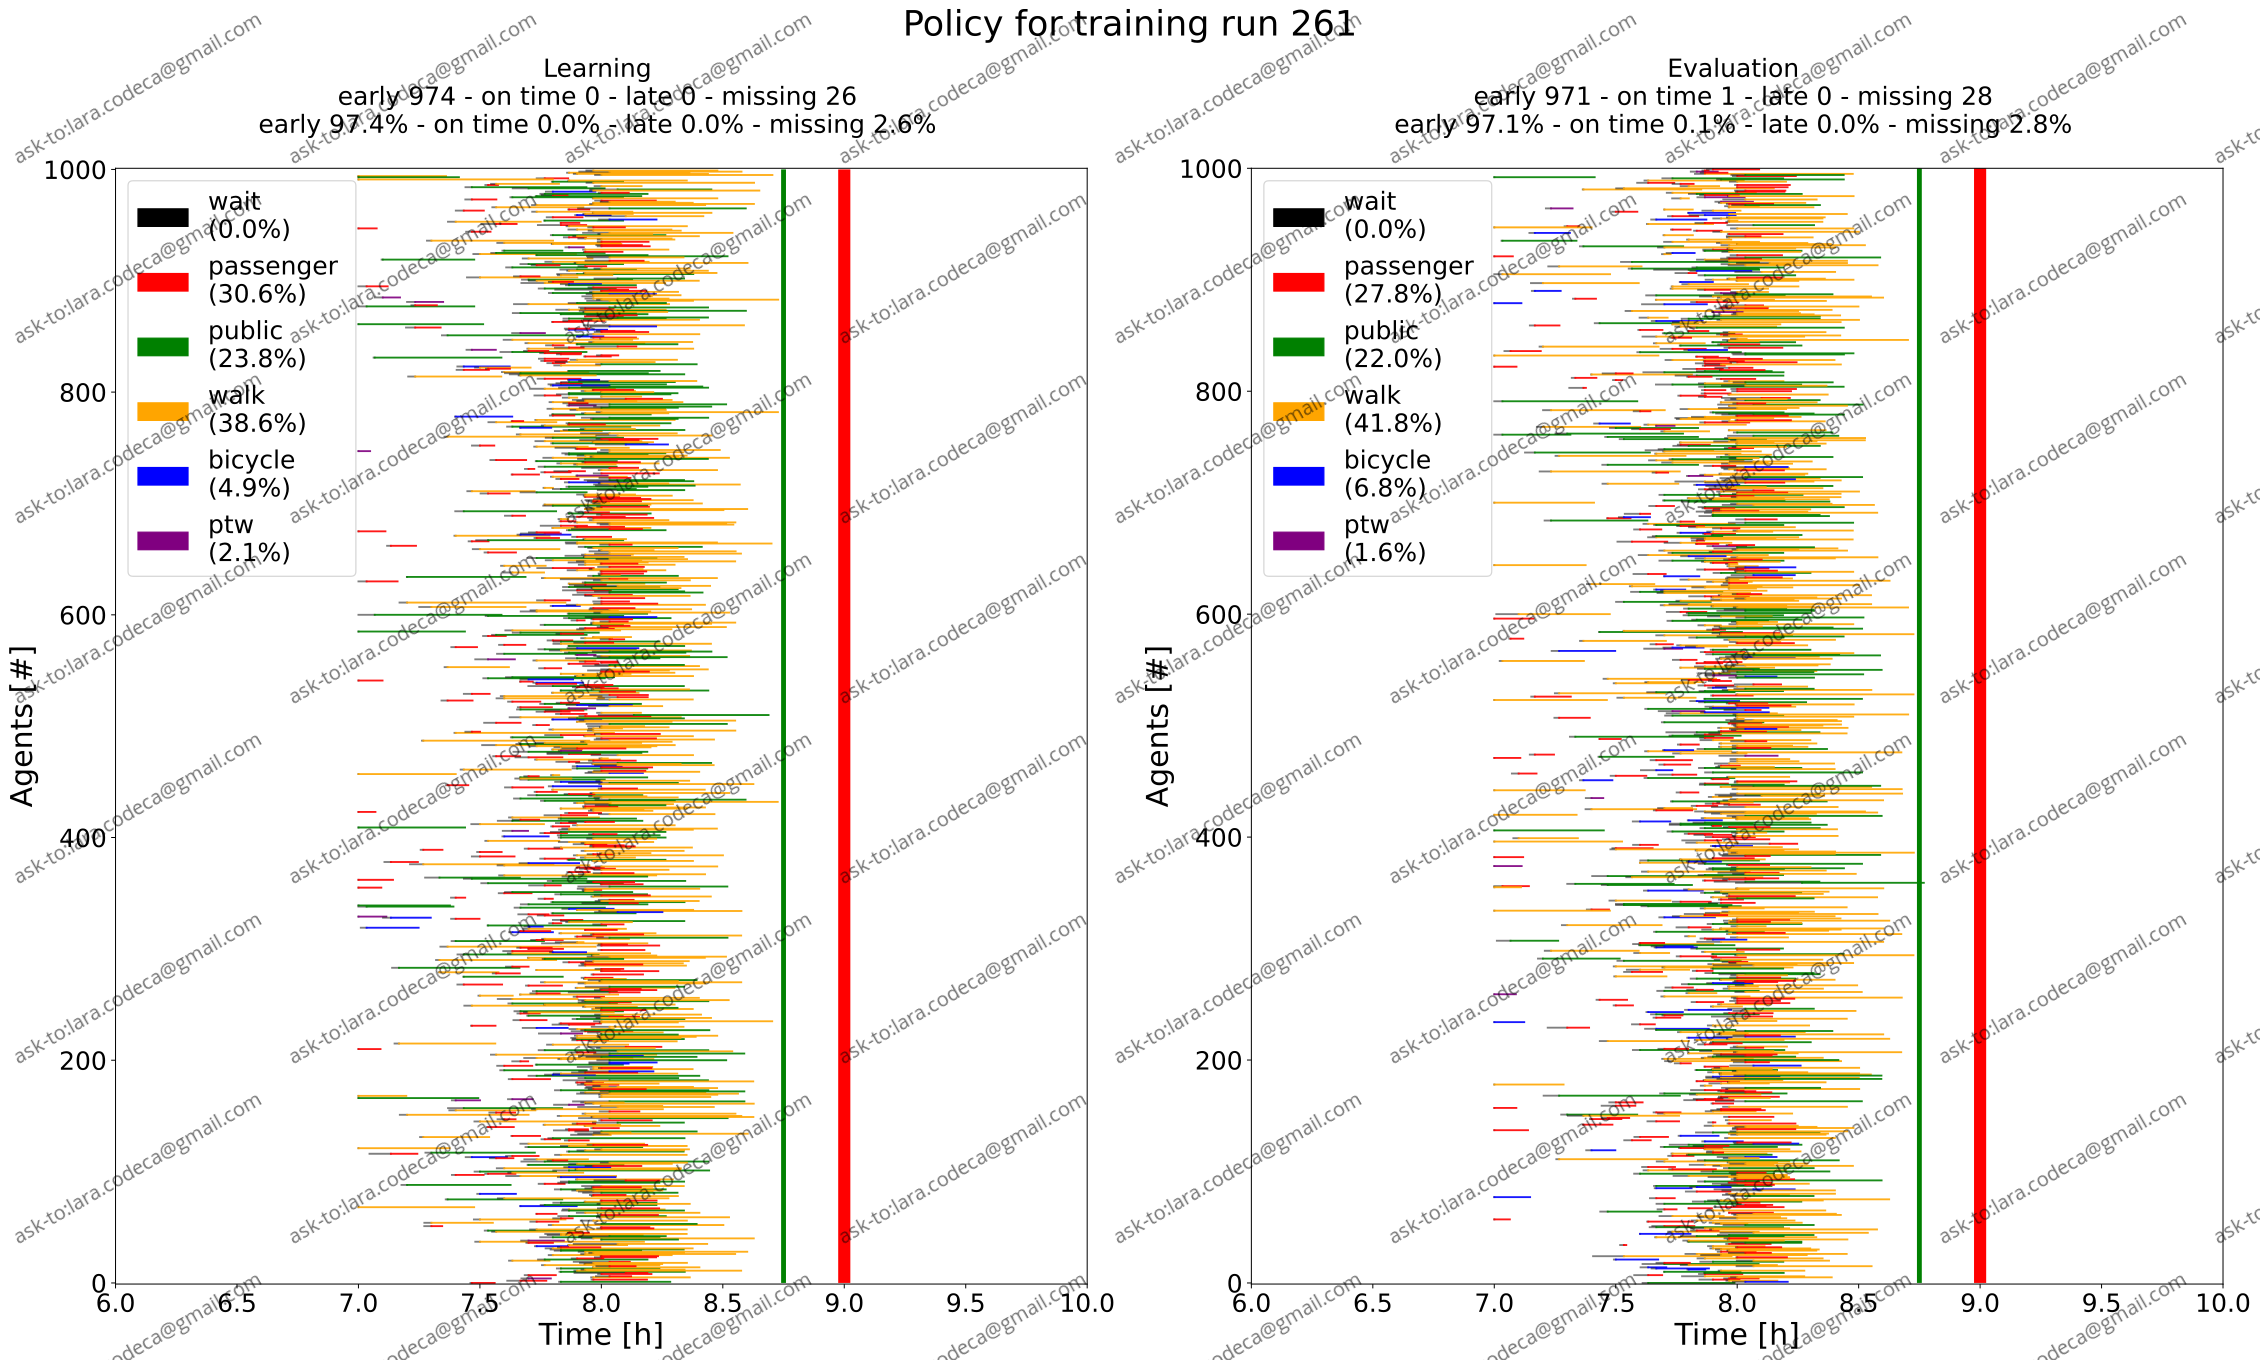 Policy for training run 261
Learning
early 974 - on time 0 - late 0 - missing 26
early 97.4% - on time 0.0% - late 0.0% - missing 2.6%
Agents [#]
1000
800
600
400
200
0
wait
(0.0%)
passenger
(30.6%)
public
(23.8%)
walk
(38.6%)
bicycle
(4.9%)
ptw
(2.1%)
6.0 6.5 7.0 7.5 8.0 8.5 9.0 9.5 10.0
Time [h]
Evaluation
early 971 - on time 1 - late 0 - missing 28
early 97.1% - on time 0.1% - late 0.0% - missing 2.8%
Agents [#]
1000
800
600
400
200
0
wait
(0.0%)
passenger
(27.8%)
public
(22.0%)
walk
(41.8%)
bicycle
(6.8%)
ptw
(1.6%)
6.0 6.5 7.0 7.5 8.0 8.5 9.0 9.5 10.0
Time [h]
ask-to:lara.codeca@gmail.com